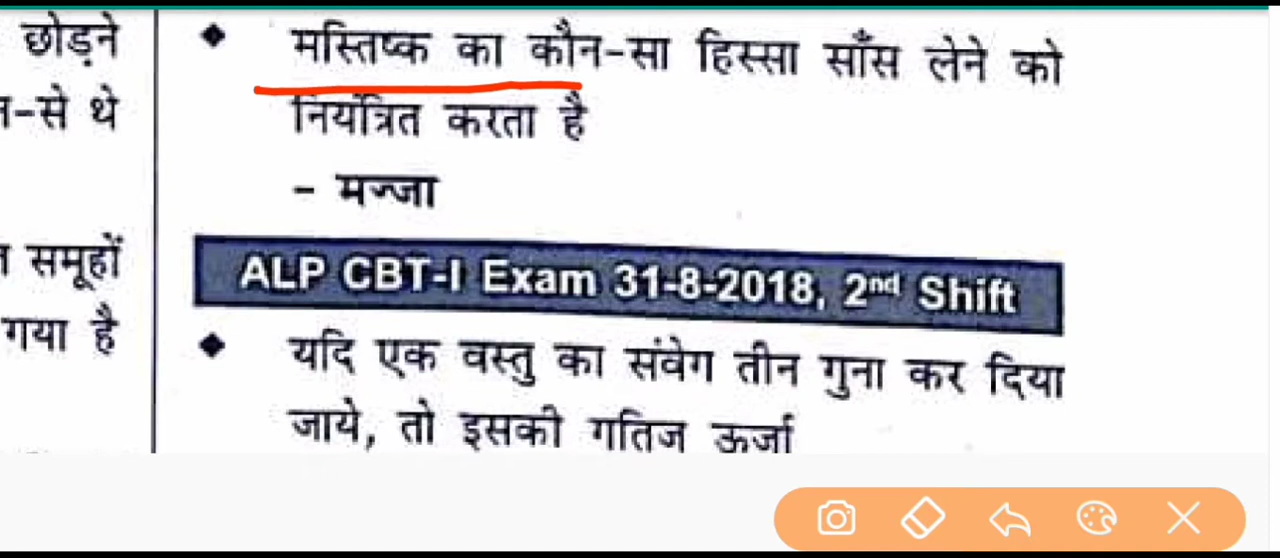 छोड़ने
-से थे
समूहों
गया है
◆ मस्तिष्क का कौन-सा हिस्सा साँस लेने को
नियंत्रित करता है
- मज्जा
ALP CBT-I Exam 31-8-2018, 2nd Shift
◆ यदि एक वस्तु का संवेग तीन गुना कर दिया
जाये, तो इसकी गतिज ऊर्जा